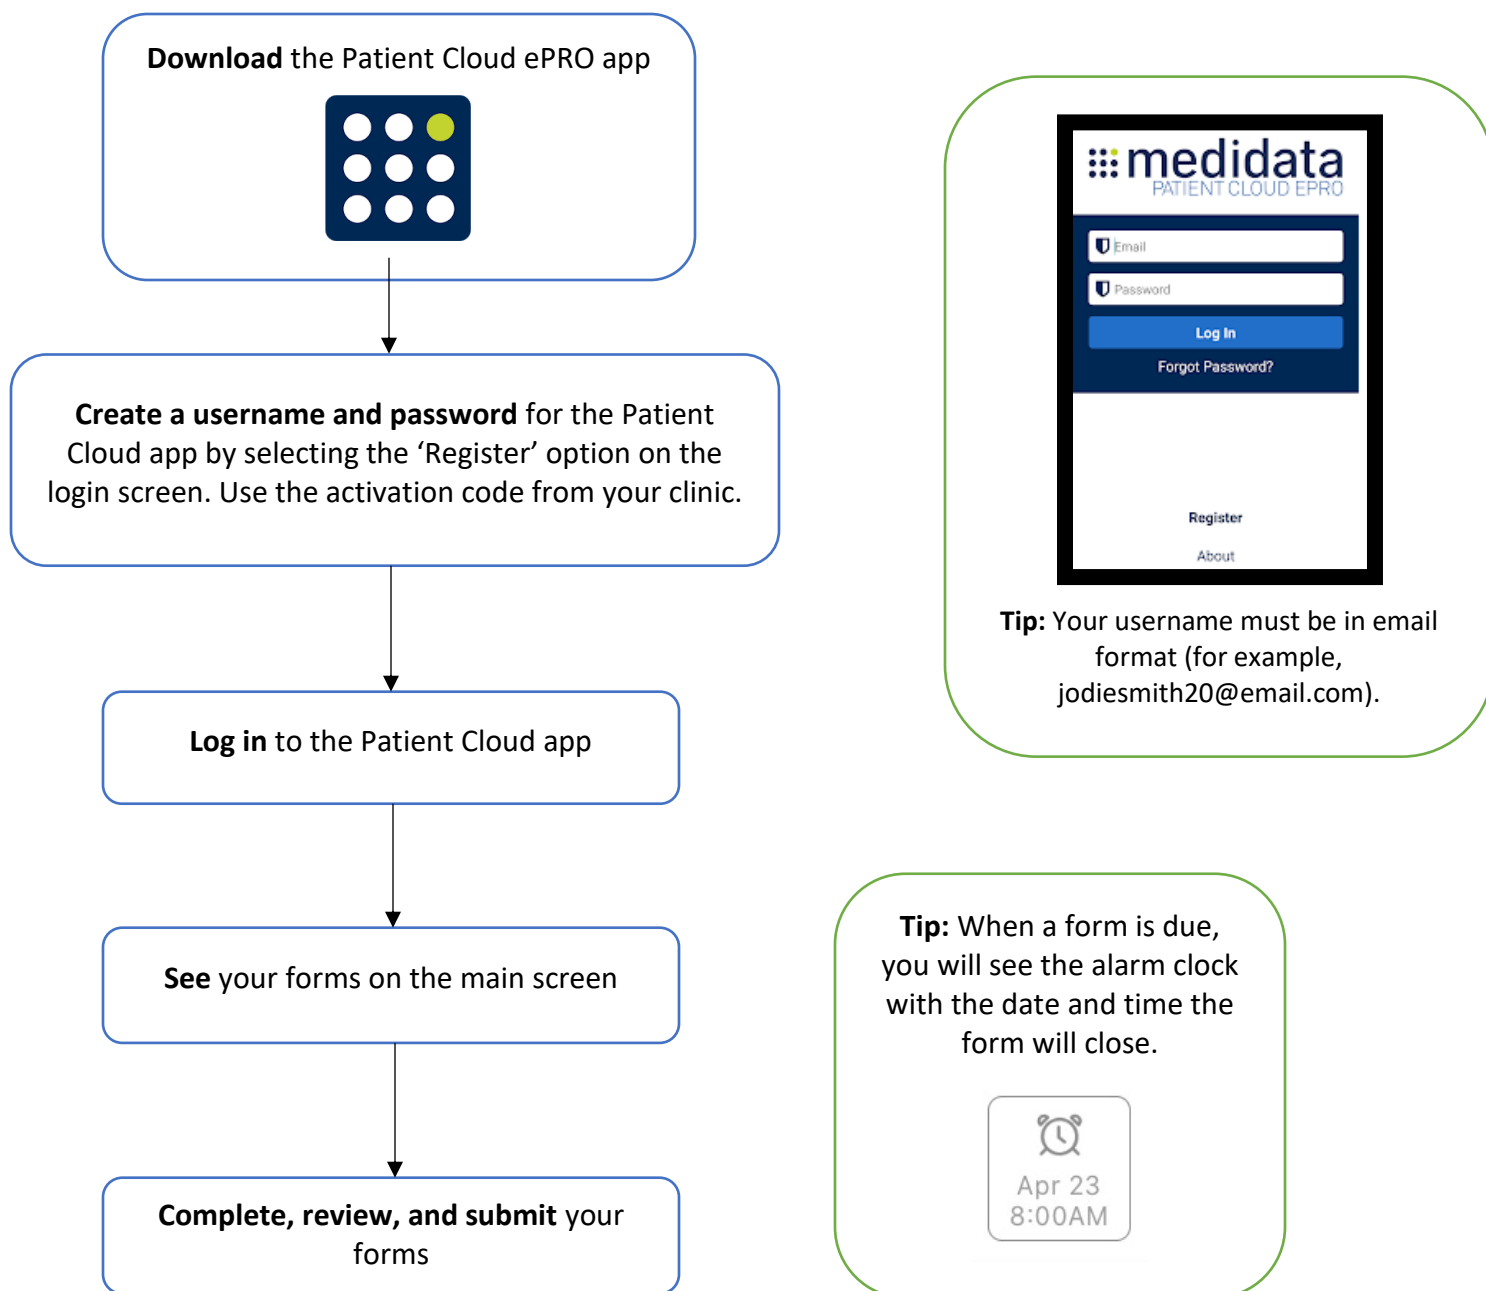 Download the Patient Cloud ePRO app
Create a username and password for the Patient
Cloud app by selecting the ‘Register’ option on the
login screen. Use the activation code from your clinic.
Log in to the Patient Cloud app
See your forms on the main screen
Complete, review, and submit your
forms
medidata
PATIENT CLOUD EPRO
Email
Password
Log In
Forgot Password?
Register
About
Tip: Your username must be in email
format (for example,
jodiesmith20@email.com).
Tip: When a form is due,
you will see the alarm clock
with the date and time the
form will close.
Apr 23
8:00AM